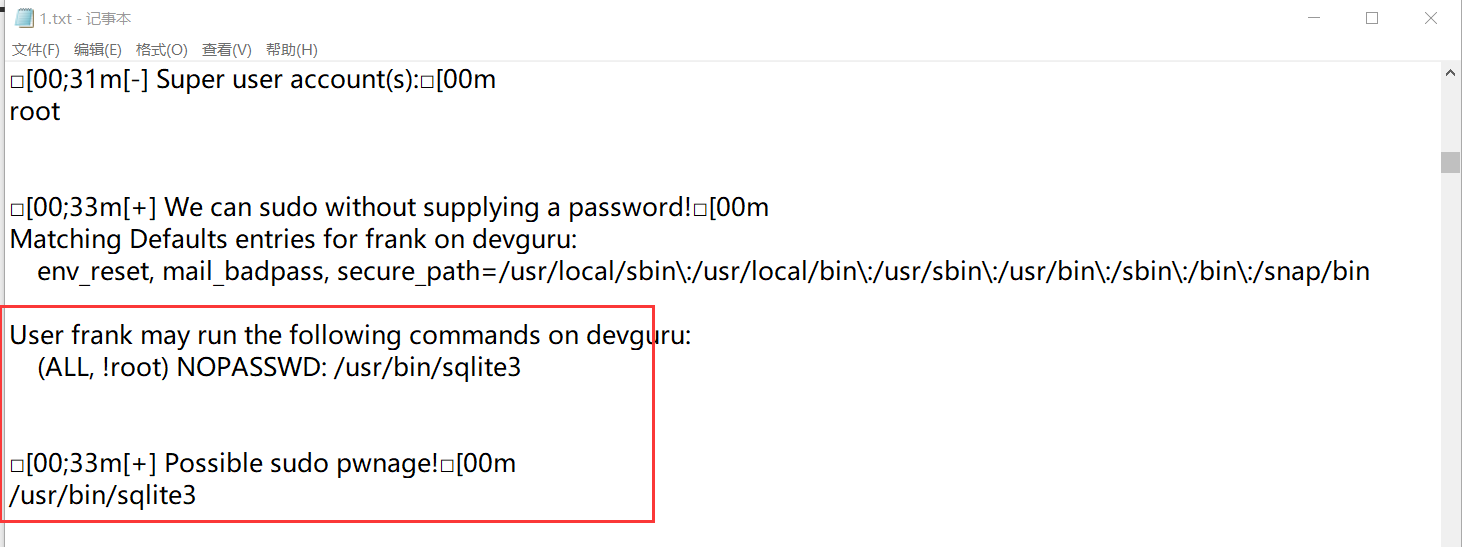 1.txt - 记事本
文件(F) 编辑(E) 格式(O) 查看(V) 帮助(H)
□[00;31m[-] Super user account(s):□[00m
root
□[00;33m[+] We can sudo without supplying a password!□[00m
Matching Defaults entries for frank on devguru:
env_reset, mail_badpass, secure_path=/usr/local/sbin\:/usr/local/bin\:/usr/sbin\:/usr/bin\:/sbin\:/bin\:/snap/bin
User frank may run the following commands on devguru:
(ALL, !root) NOPASSWD: /usr/bin/sqlite3
□[00;33m[+] Possible sudo pwnage!□[00m
/usr/bin/sqlite3